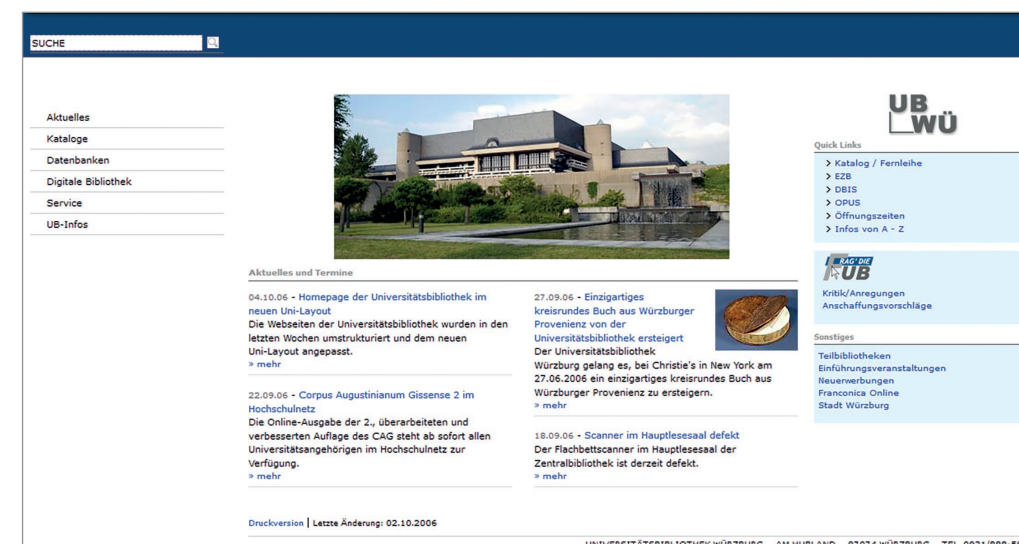 SUCHE
Aktuelles
Kataloge
Datenbanken
Digitale Bibliothek
Service
UB-Infos
Aktuelles und Termine
04.10.06 - Homepage der Universitätsbibliothek im
neuen Uni-Layout
Die Webseiten der Universitätsbibliothek wurden in den
letzten Wochen umstrukturiert und dem neuen
Uni-Layout angepasst.
» mehr
22.09.06 - Corpus Augustinianum Gissense 2 im
Hochschulnetz
Die Online-Ausgabe der 2., überarbeiteten und
verbesserten Auflage des CAG steht ab sofort allen
Universitätsangehörigen im Hochschulnetz zur
Verfügung.
» mehr
27.09.06 - Einzigartiges
kreisrundes Buch aus Würzburger
Provenienz von der
Universitätsbibliothek ersteigert
Der Universitätsbibliothek
Würzburg gelang es, bei Christie's in New York am
27.06.2006 ein einzigartiges kreisrundes Buch aus
Würzburger Provenienz zu ersteigern.
» mehr
18.09.06 - Scanner im Hauptlesesaal defekt
Der Flachbettscanner im Hauptlesesaal der
Zentralbibliothek ist derzeit defekt.
» mehr
UB
WÜ
Quick Links
> Katalog / Fernleihe
> EZB
> DBIS
> OPUS
> Öffnungszeiten
> Infos von A - Z
FRAG' DIE
UB
Kritik/Anregungen
Anschaffungsvorschläge
Sonstiges
Teilbibliotheken
Einführungsveranstaltungen
Neuerwerbungen
Franconica Online
Stadt Würzburg
Druckversion | Letzte Änderung: 02.10.2006
UNIVERSITÄTSBIBLIOTHEK WÜRZBURG AM HUBLAND 97074 WÜRZBURG TEL 0931/888-